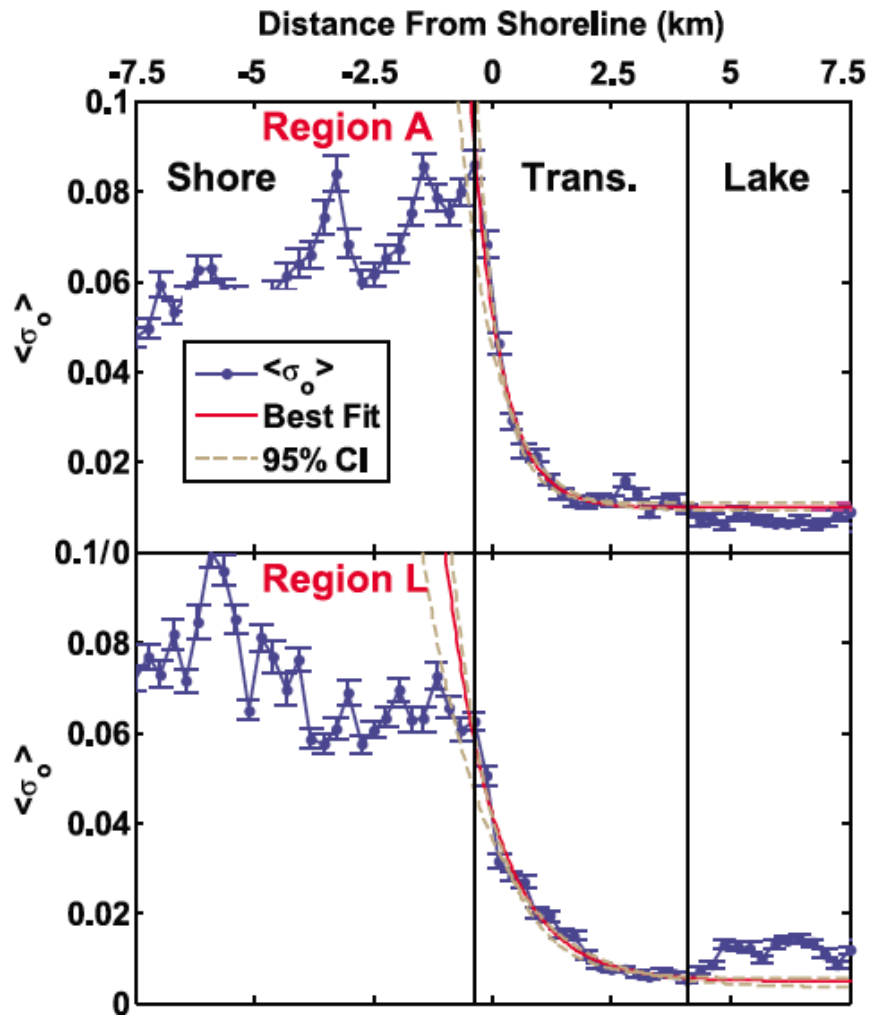 Distance From Shoreline (km)
-7.5 -5 -2.5 0 2.5 5 7.5
0.1
Region A
Shore Trans. Lake
0.08
0.06
<σo>
0.04
<σo>
Best Fit
95% CI
0.02
0.1/0
Region L
0.08
0.06
<σo>
0.04
0.02
0